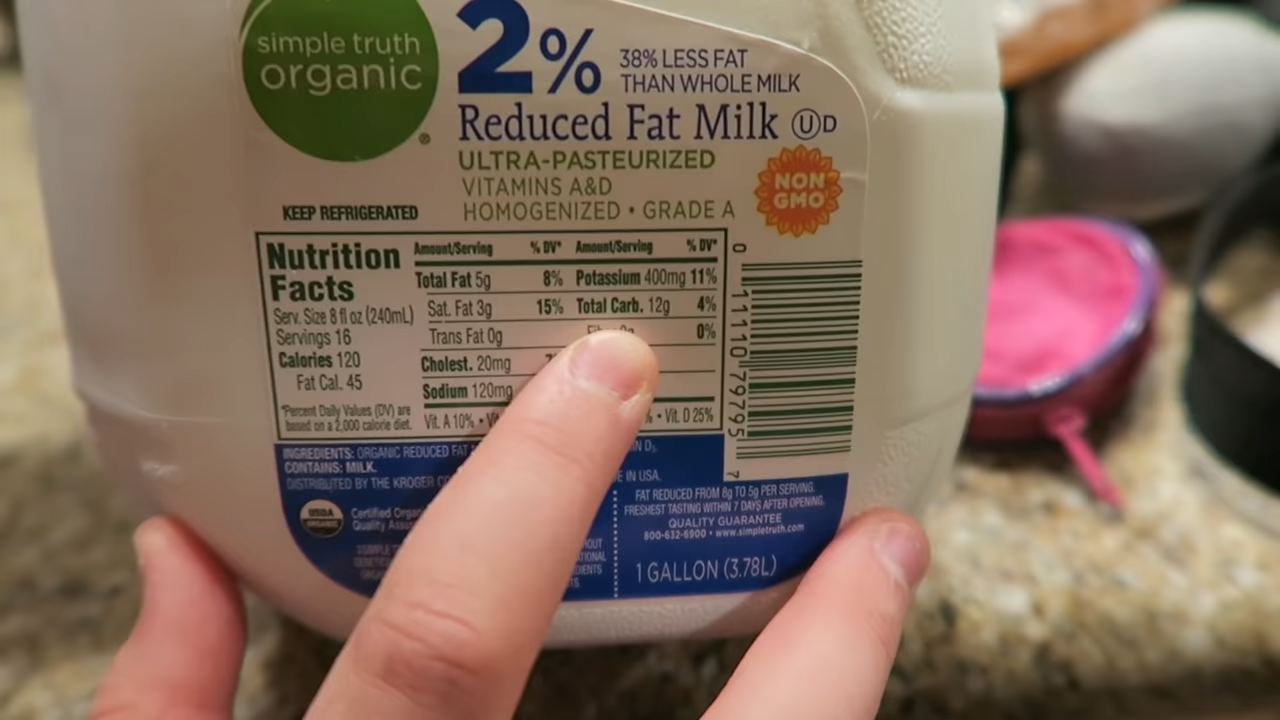 simple truth
organic
®
2%
38% LESS FAT
THAN WHOLE MILK
Reduced Fat Milk U D
ULTRA-PASTEURIZED
VITAMINS A&D
HOMOGENIZED • GRADE A
NON
GMO
KEEP REFRIGERATED
Nutrition
Facts
Serv. Size 8 fl oz (240mL)
Servings 16
Calories 120
Fat Cal. 45
*Percent Daily Values (DV) are
based on a 2,000 calorie diet.
Amount/Serving % DV* Amount/Serving % DV*
Total Fat 5g 8% Potassium 400mg 11%
Sat. Fat 3g 15% Total Carb. 12g 4%
Trans Fat 0g 0%
Cholest. 20mg
Sodium 120mg
Vit. A 10% • % • Vit. D 25%
0 11110 79795 7
INGREDIENTS: ORGANIC REDUCED FAT
CONTAINS: MILK.
DISTRIBUTED BY THE KROGER
IN USA.
USDA
ORGANIC
Certified
Quality
FAT REDUCED FROM 8g TO 5g PER SERVING.
FRESHEST TASTING WITHIN 7 DAYS AFTER OPENING.
QUALITY GUARANTEE
800-632-6900 • www.simpletruth.com
1 GALLON (3.78L)